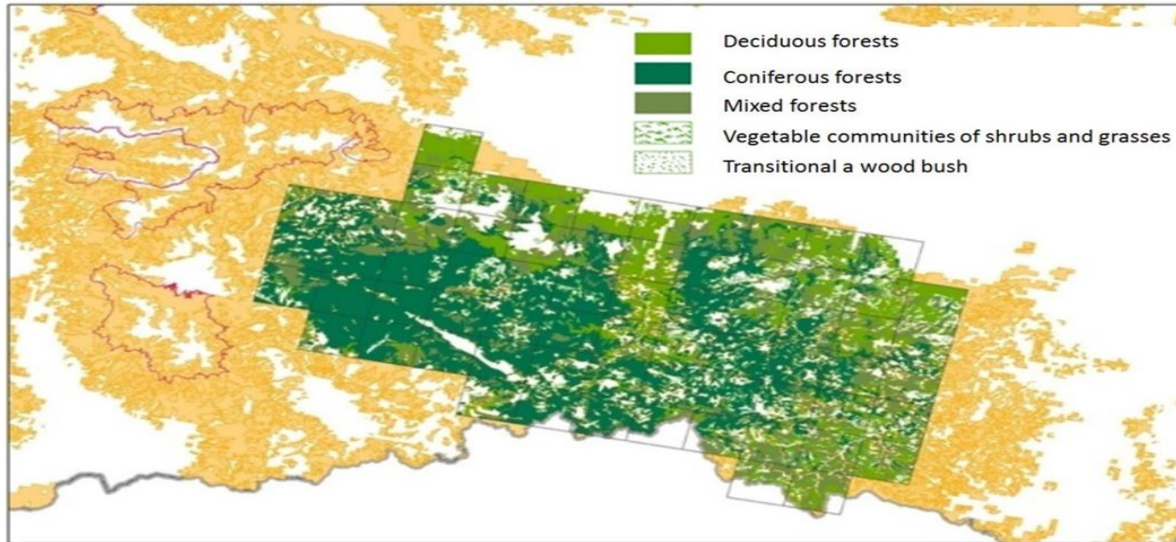 Deciduous forests
Coniferous forests
Mixed forests
Vegetable communities of shrubs and grasses
Transitional a wood bush